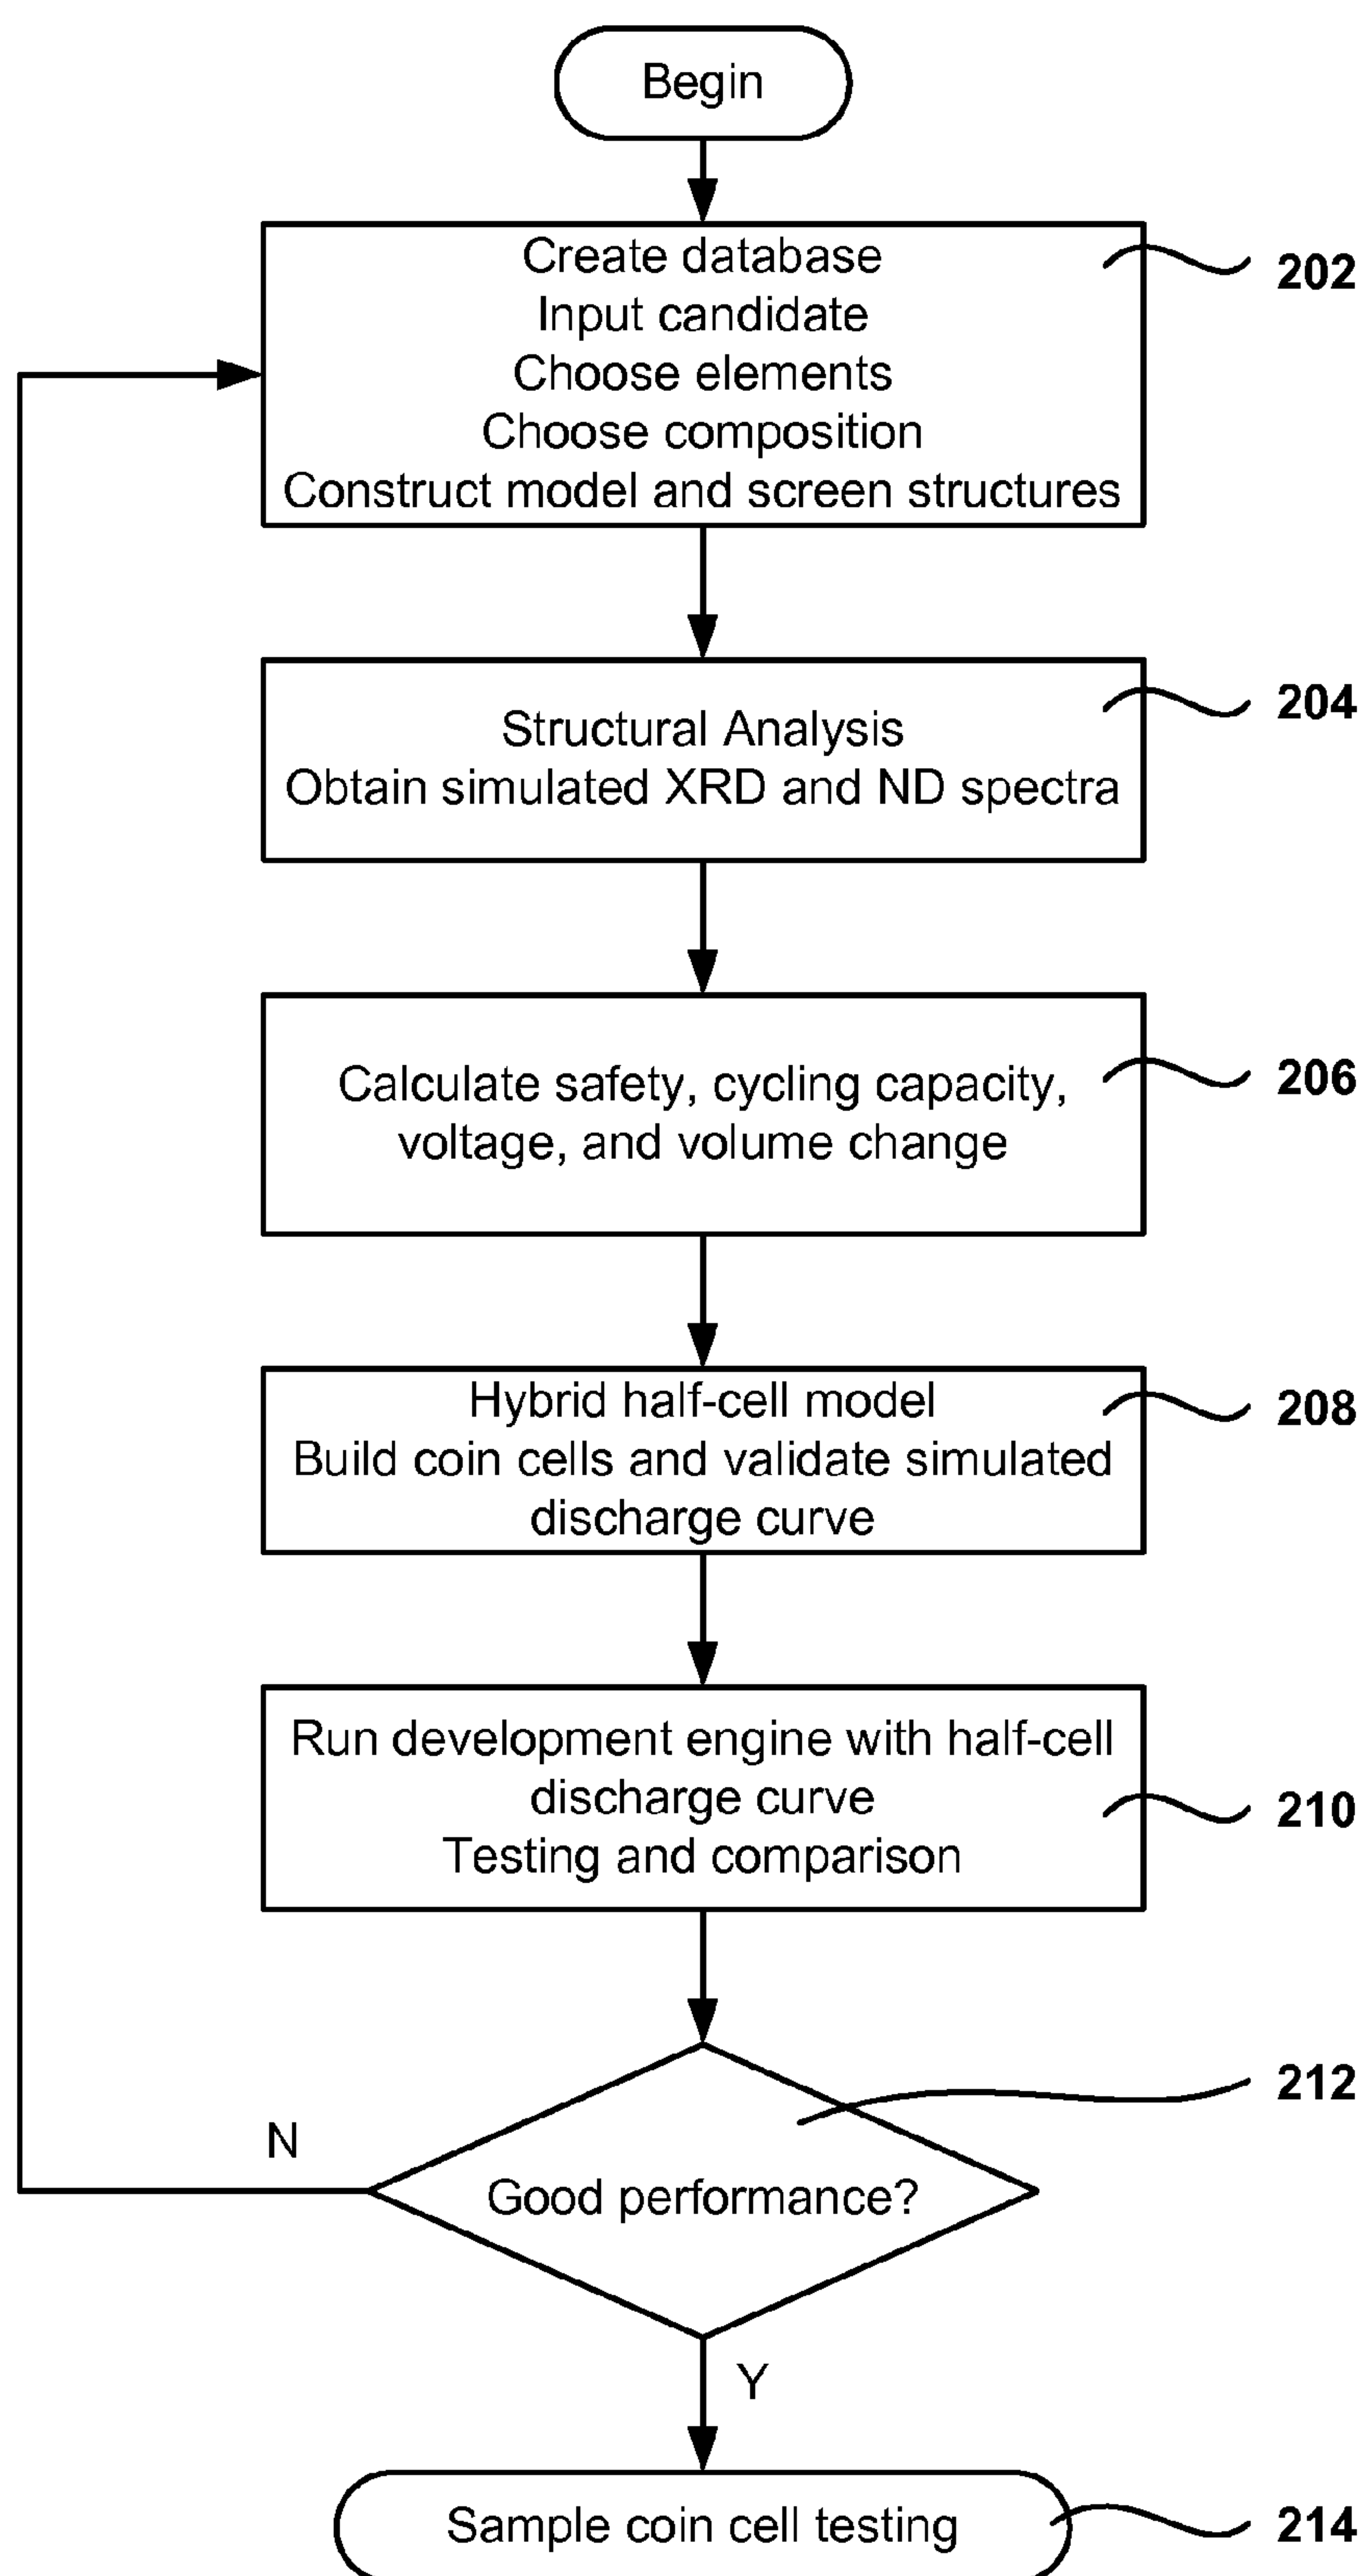 Begin
Create database
Input candidate
Choose elements
Choose composition
Construct model and screen structures
202
Structural Analysis
Obtain simulated XRD and ND spectra
204
Calculate safety, cycling capacity,
voltage, and volume change
206
Hybrid half-cell model
Build coin cells and validate simulated
discharge curve
208
Run development engine with half-cell
discharge curve
Testing and comparison
210
212
N
Good performance?
Y
Sample coin cell testing
214